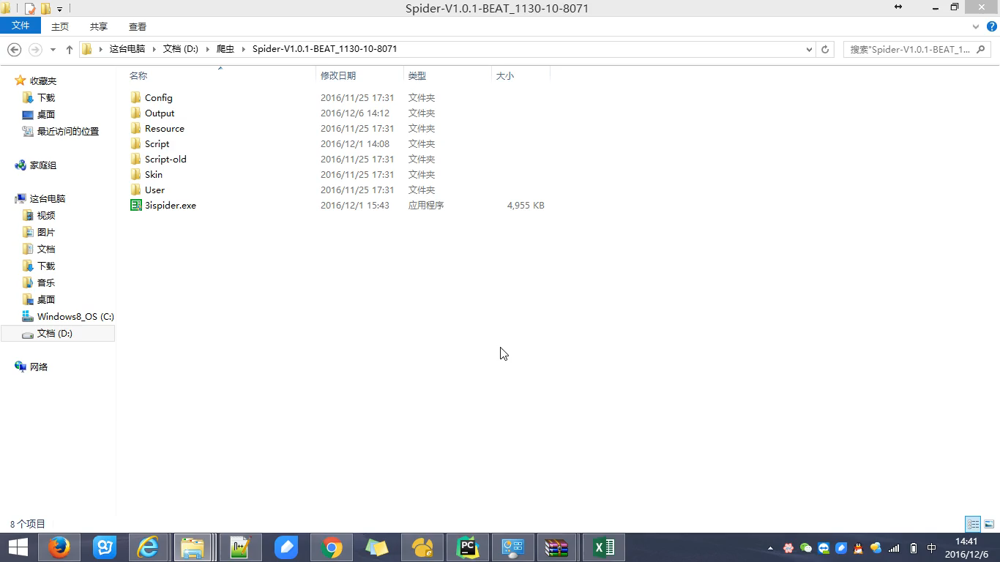 Spider-V1.0.1-BEAT_1130-10-8071
文件 主页 共享 查看
这台电脑 文档 (D:) 爬虫 Spider-V1.0.1-BEAT_1130-10-8071 搜索"Spider-V1.0.1-BEAT_1...
名称 修改日期 类型 大小
收藏夹
下载
桌面
最近访问的位置
家庭组
这台电脑
视频
图片
文档
下载
音乐
桌面
Windows8_OS (C:)
文档 (D:)
网络
Config 2016/11/25 17:31 文件夹
Output 2016/12/6 14:12 文件夹
Resource 2016/11/25 17:31 文件夹
Script 2016/12/1 14:08 文件夹
Script-old 2016/11/25 17:31 文件夹
Skin 2016/11/25 17:31 文件夹
User 2016/11/25 17:31 文件夹
3ispider.exe 2016/12/1 15:43 应用程序 4,955 KB
8 个项目
中
14:41
2016/12/6